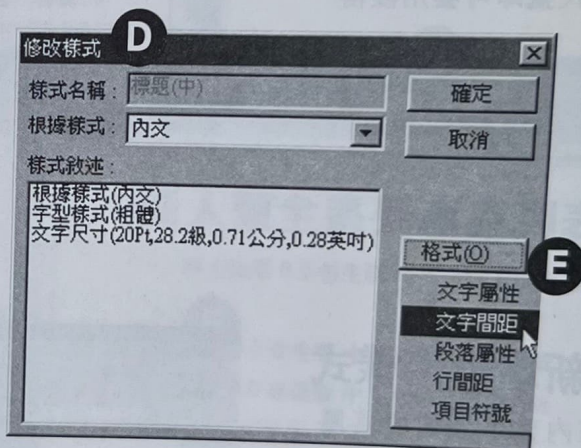 D
修改樣式
樣式名稱： 標題(中)
確定
根據樣式： 內文
取消
樣式敘述：
根據樣式(內文)
字型樣式(粗體)
文字尺寸(20Pt,28.2級,0.71公分,0.28英吋)
格式(O)
E
文字屬性
文字間距
段落屬性
行間距
項目符號